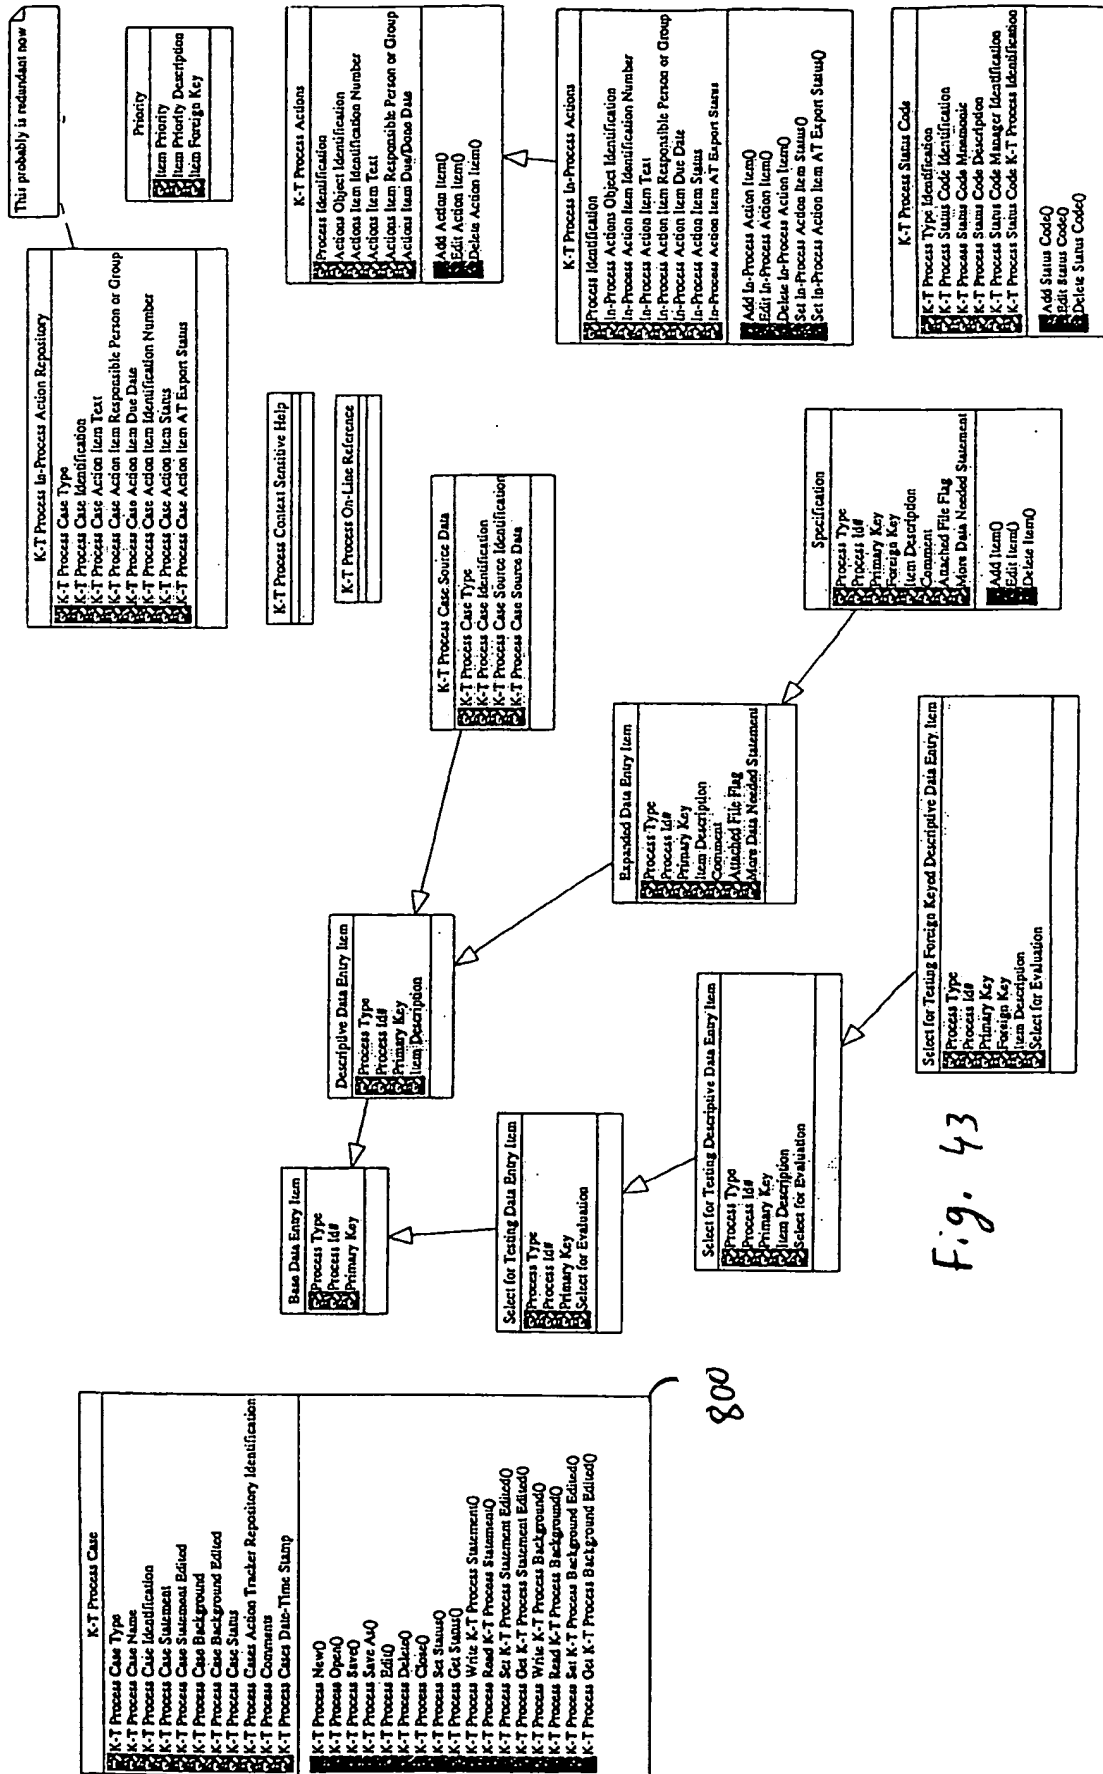 K-T Process Case
K-T Process Case Type
K-T Process Case Name
K-T Process Case Identification
K-T Process Case Statement
K-T Process Case Statement Edited
K-T Process Case Background
K-T Process Case Background Edited
K-T Process Case Status
K-T Process Cases Action Tracker Repository Identification
K-T Process Comments
K-T Process Cases Date-Time Stamp
K-T Process New()
K-T Process Open()
K-T Process Save()
K-T Process Save As()
K-T Process Edit()
K-T Process Delete()
K-T Process Close()
K-T Process Set Status()
K-T Process Get Status()
K-T Process Write K-T Process Statement()
K-T Process Read K-T Process Statement()
K-T Process Set K-T Process Statement Edited()
K-T Process Get K-T Process Statement Edited()
K-T Process Write K-T Process Background()
K-T Process Read K-T Process Background()
K-T Process Set K-T Process Background Edited()
K-T Process Get K-T Process Background Edited()
800
Base Data Entry Item
Process Type
Process Id#
Primary Key
Descriptive Data Entry Item
Process Type
Process Id#
Primary Key
Item Description
K-T Process Case Source Data
K-T Process Case Type
K-T Process Case Identification
K-T Process Case Source Identification
K-T Process Case Source Data
Select for Testing Data Entry Item
Process Type
Process Id#
Primary Key
Select for Evaluation
Expanded Data Entry Item
Process Type
Process Id#
Primary Key
Item Description
Comment
Attached File Flag
More Data Needed Statement
Select for Testing Descriptive Data Entry Item
Process Type
Process Id#
Primary Key
Item Description
Select for Evaluation
Specification
Process Type
Process Id#
Primary Key
Foreign Key
Item Description
Comment
Attached File Flag
More Data Needed Statement
Add Item()
Edit Item()
Delete Item()
Select for Testing Foreign Keyed Descriptive Data Entry Item
Process Type
Process Id#
Primary Key
Foreign Key
Item Description
Select for Evaluation
K-T Process In-Process Action Repository
K-T Process Case Type
K-T Process Case Identification
K-T Process Case Action Item Text
K-T Process Case Action Item Responsible Person or Group
K-T Process Case Action Item Due Date
K-T Process Case Action Item Identification Number
K-T Process Case Action Item Status
K-T Process Case Action Item AT Export Status
This probably is redundant now
Priority
Item Priority
Item Priority Description
Item Foreign Key
K-T Process Context Sensitive Help
K-T Process On-Line Reference
K-T Process Actions
Process Identification
Actions Object Identification
Actions Item Identification Number
Actions Item Text
Actions Item Responsible Person or Group
Actions Item Due/Done Date
Add Action Item()
Edit Action Item()
Delete Action Item()
K-T Process In-Process Actions
Process Identification
In-Process Actions Object Identification
In-Process Action Item Identification Number
In-Process Action Item Text
In-Process Action Item Responsible Person or Group
In-Process Action Item Due Date
In-Process Action Item Status
In-Process Action Item AT Export Status
Add In-Process Action Item()
Edit In-Process Action Item()
Delete In-Process Action Item()
Set In-Process Action Item Status()
Set In-Process Action Item AT Export Status()
K-T Process Status Code
K-T Process Type Identification
K-T Process Status Code Identification
K-T Process Status Code Mnemonic
K-T Process Status Code Description
K-T Process Status Code Manager Identification
K-T Process Status Code K-T Process Identification
Add Status Code()
Edit Status Code()
Delete Status Code()
Fig. 43